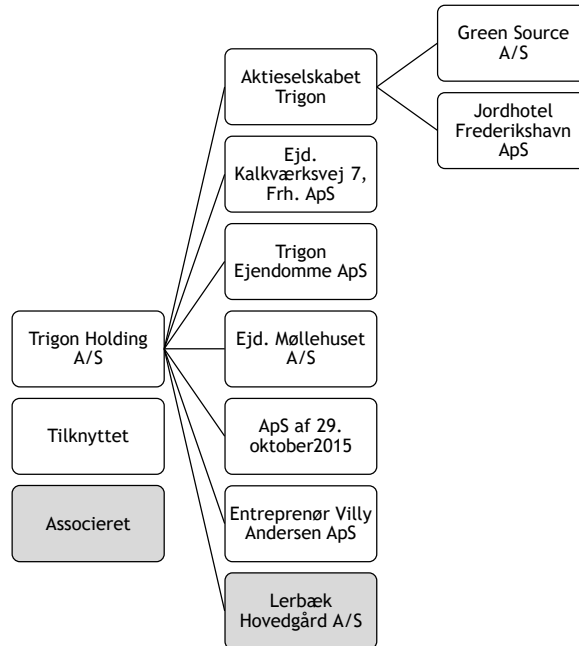 Green Source
A/S
Aktieselskabet
Trigon
Jordhotel
Frederikshavn
ApS
Ejd.
Kalkværksvej 7,
Frh. ApS
Trigon
Ejendomme ApS
Trigon Holding
A/S
Ejd. Møllehuset
A/S
Tilknyttet
ApS af 29.
oktober2015
Associeret
Entreprenør Villy
Andersen ApS
Lerbæk
Hovedgård A/S